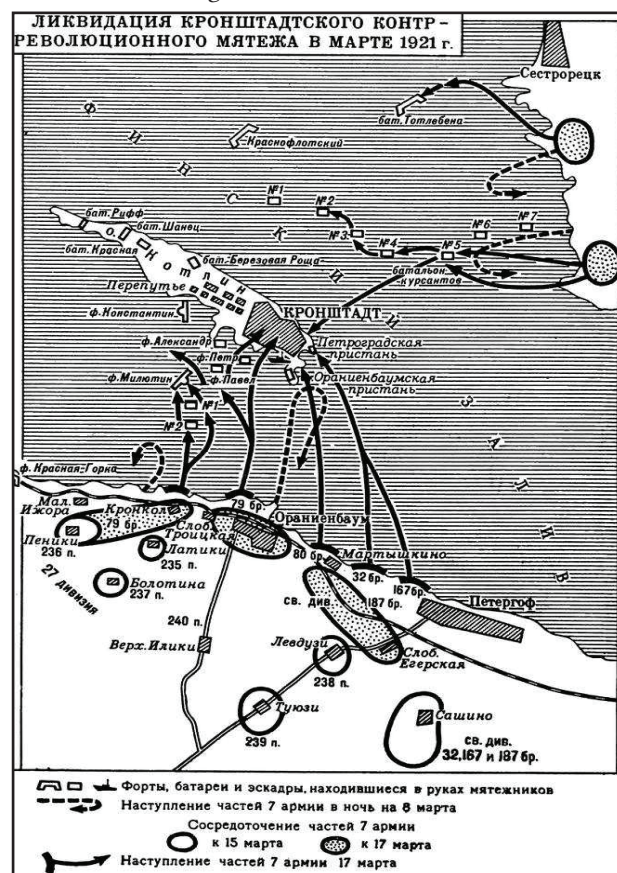 ЛИКВИДАЦИЯ КРОНШТАДТСКОГО КОНТР-
РЕВОЛЮЦИОННОГО МЯТЕЖА В МАРТЕ 1921 г.
Сестрорецк
бат. Тотлебена
Краснофлотский
ФИНСКИЙ ЗАЛИВ
№1
№2
№3
№4
№5
№6
№7
бат. Рифф
бат. Шанец
о. Котлин
бат. Красная
бат. Березовая Роща
батальон
курсантов
Перепутье
ф. Константин
КРОНШТАДТ
ф. Александр
ф. Петр
Петроградская
пристань
ф. Милютин
ф. Павел
Ораниенбаумская
пристань
№1
№2
ф. Красная Горка
Мал.
Ижора
Кронкол
79 бр.
79 бр.
Слоб.
Троицкая
Ораниенбаум
Пеники
236 п.
Латики
235 п.
80 бр.
Мартышкино
32 бр.
167 бр.
27 дивизия
Болотина
237 п.
св. див.
187 бр.
Петергоф
240 п.
Верх. Илики
Левдузи
238 п.
Слоб.
Егерская
Туюзи
239 п.
Сашино
св. див.
32,167 и 187 бр.
Форты, батареи и эскадры, находившиеся в руках мятежников
Наступление частей 7 армии в ночь на 8 марта
Сосредоточение частей 7 армии
к 15 марта
к 17 марта
Наступление частей 7 армии 17 марта